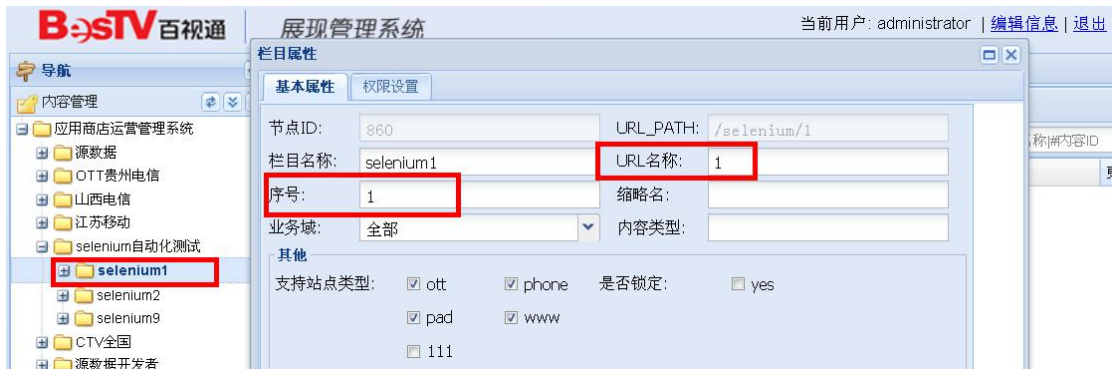 BesTV百视通 展现管理系统 当前用户: administrator | 编辑信息 | 退出
导航
栏目属性
基本属性 权限设置
内容管理
应用商店运营管理系统
源数据
OTT贵州电信
山西电信
江苏移动
selenium自动化测试
selenium1
selenium2
selenium9
CTV全国
源数据开发者
节点ID: 860 URL_PATH: /selenium/1
栏目名称: selenium1 URL名称: 1
序号: 1 缩略名:
业务域: 全部 内容类型:
其他
支持站点类型: ott phone 是否锁定: yes
pad www
111
称|#内容ID